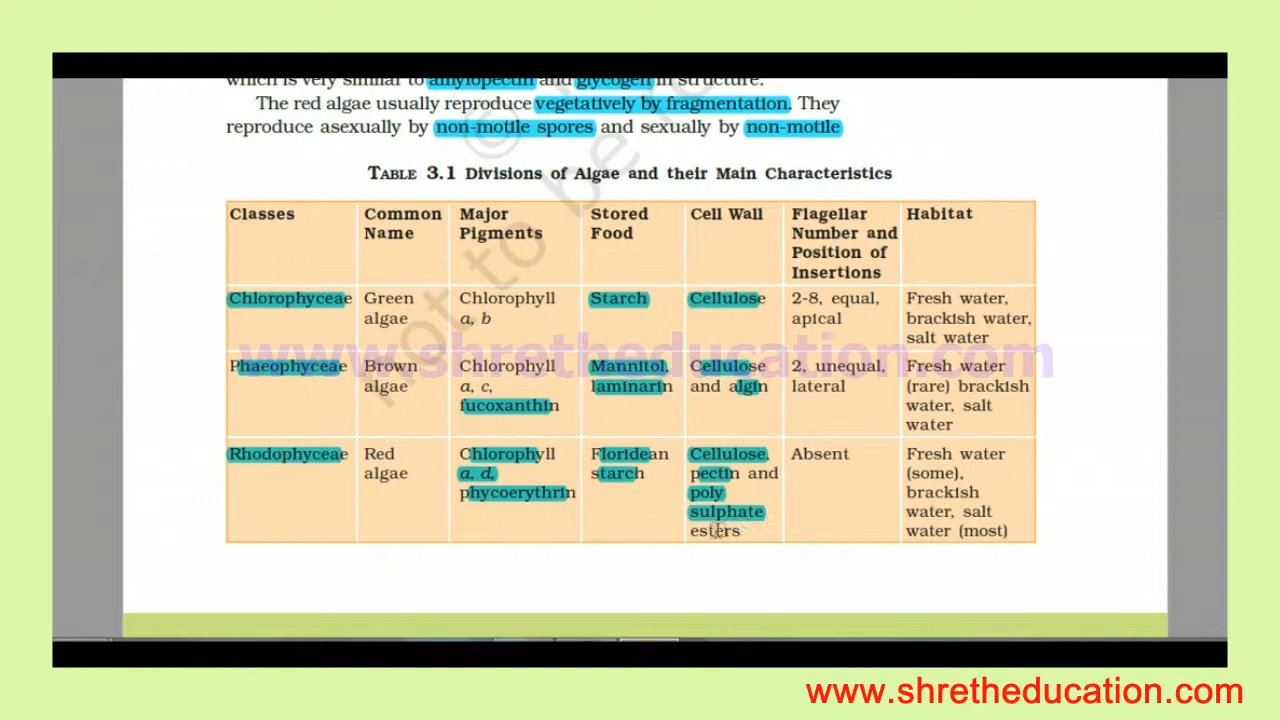 which is very similar to amylopectin and glycogen in structure.
The red algae usually reproduce vegetatively by fragmentation. They
reproduce asexually by non-motile spores and sexually by non-motile
TABLE 3.1 Divisions of Algae and their Main Characteristics
Classes
Common
Name
Major
Pigments
Stored
Food
Cell Wall
Flagellar
Number and
Position of
Insertions
Habitat
Chlorophyceae
Green
algae
Chlorophyll
a, b
Starch
Cellulose
2-8, equal,
apical
Fresh water,
brackish water,
salt water
Phaeophyceae
Brown
algae
Chlorophyll
a, c,
fucoxanthin
Mannitol,
laminarin
Cellulose
and algin
2, unequal,
lateral
Fresh water
(rare) brackish
water, salt
water
Rhodophyceae
Red
algae
Chlorophyll
a, d,
phycoerythrin
Floridean
starch
Cellulose,
pectin and
poly
sulphate
esters
Absent
Fresh water
(some),
brackish
water, salt
water (most)
not to be re
©
www.shretheducation.com
www.shretheducation.com